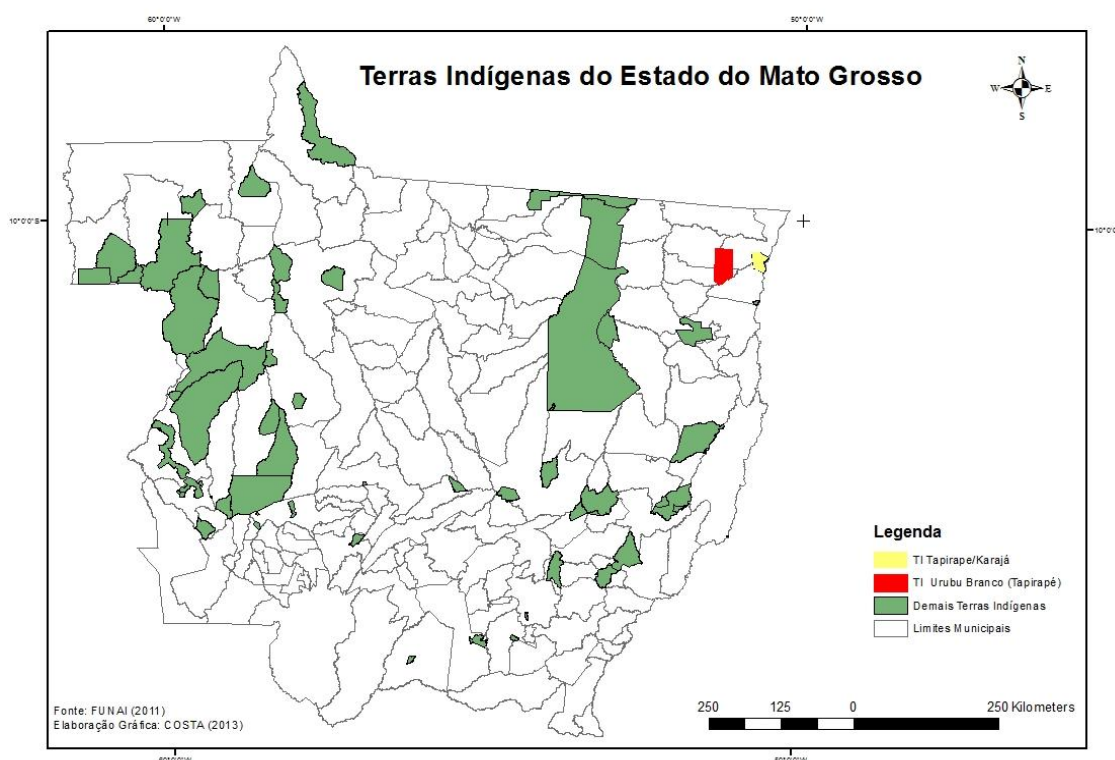 60°0'0"W
50°0'0"W
Terras Indígenas do Estado do Mato Grosso
N
W
E
S
10°0'0"S
10°0'0
Legenda
TI Tapirape/Karajá
TI Urubu Branco (Tapirapé)
Demais Terras Indígenas
Limites Municipais
Fonte: FUNAI (2011)
Elaboração Gráfica: COSTA (2013)
250 125 0 250 Kilometers